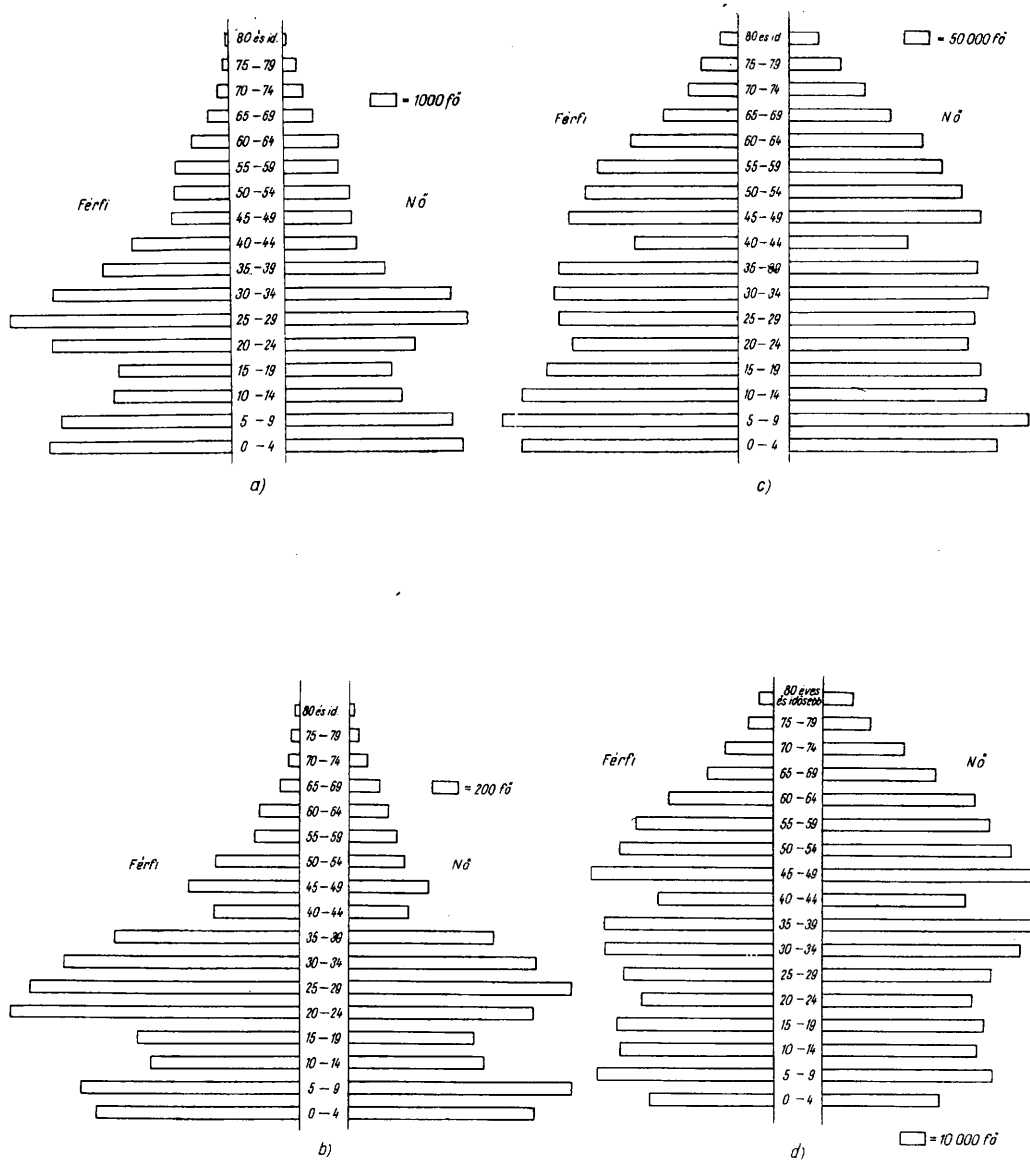 80 és id.
75 – 79
70 – 74
65 – 69
60 – 64
55 – 59
50 – 54
45 – 49
40 – 44
35 – 39
30 – 34
25 – 29
20 – 24
15 – 19
10 – 14
5 – 9
0 – 4
Férfi
Nő
= 1000 fő
a)
80 és id.
75 – 79
70 – 74
65 – 69
60 – 64
55 – 59
50 – 54
45 – 49
40 – 44
35 – 39
30 – 34
25 – 29
20 – 24
15 – 19
10 – 14
5 – 9
0 – 4
Férfi
Nő
= 50 000 fő
c)
80 és id.
75 – 79
70 – 74
65 – 69
60 – 64
55 – 59
50 – 54
45 – 49
40 – 44
35 – 39
30 – 34
25 – 29
20 – 24
15 – 19
10 – 14
5 – 9
0 – 4
Férfi
Nő
= 200 fő
b)
80 éves
és idősebb
75 – 79
70 – 74
65 – 69
60 – 64
55 – 59
50 – 54
45 – 49
40 – 44
35 – 39
30 – 34
25 – 29
20 – 24
15 – 19
10 – 14
5 – 9
0 – 4
Férfi
Nő
= 10 000 fő
d)